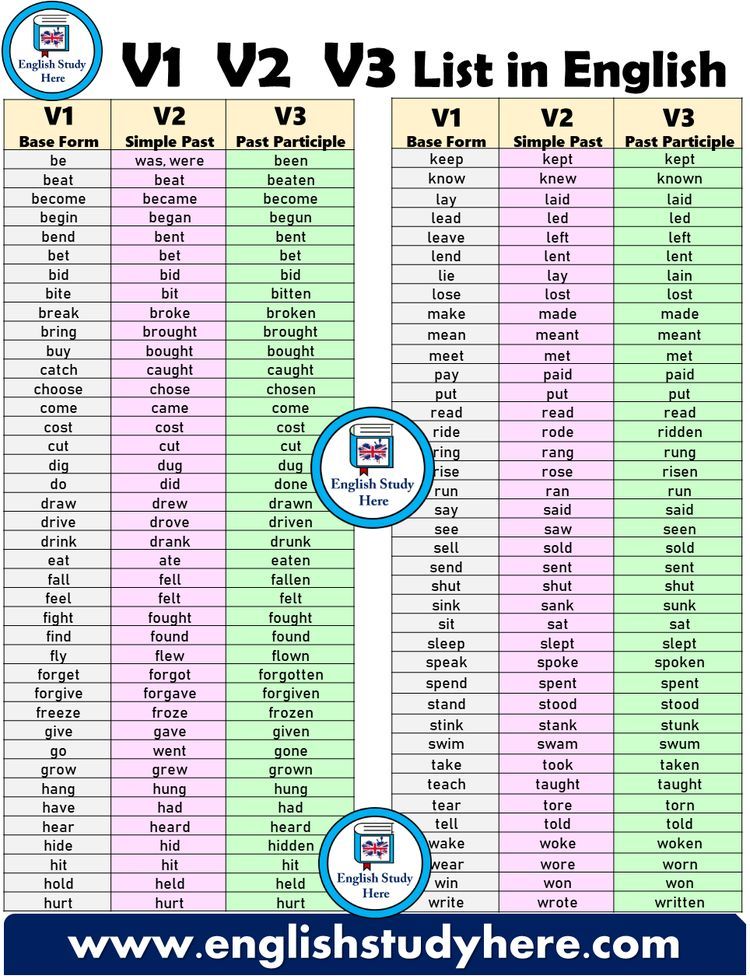 English Study
Here
V1 V2 V3 List in English
V1 V2 V3
Base Form Simple Past Past Participle
be was, were been
beat beat beaten
become became become
begin began begun
bend bent bent
bet bet bet
bid bid bid
bite bit bitten
break broke broken
bring brought brought
buy bought bought
catch caught caught
choose chose chosen
come came come
cost cost cost
cut cut cut
dig dug dug
do did done
draw drew drawn
drive drove driven
drink drank drunk
eat ate eaten
fall fell fallen
feel felt felt
fight fought fought
find found found
fly flew flown
forget forgot forgotten
forgive forgave forgiven
freeze froze frozen
give gave given
go went gone
grow grew grown
hang hung hung
have had had
hear heard heard
hide hid hidden
hit hit hit
hold held held
hurt hurt hurt
English Study
Here
English Study
Here
V1 V2 V3
Base Form Simple Past Past Participle
keep kept kept
know knew known
lay laid laid
lead led led
leave left left
lend lent lent
lie lay lain
lose lost lost
make made made
mean meant meant
meet met met
pay paid paid
put put put
read read read
ride rode ridden
ring rang rung
rise rose risen
run ran run
say said said
see saw seen
sell sold sold
send sent sent
shut shut shut
sink sank sunk
sit sat sat
sleep slept slept
speak spoke spoken
spend spent spent
stand stood stood
stink stank stunk
swim swam swum
take took taken
teach taught taught
tear tore torn
tell told told
wake woke woken
wear wore worn
win won won
write wrote written
www.englishstudyhere.com